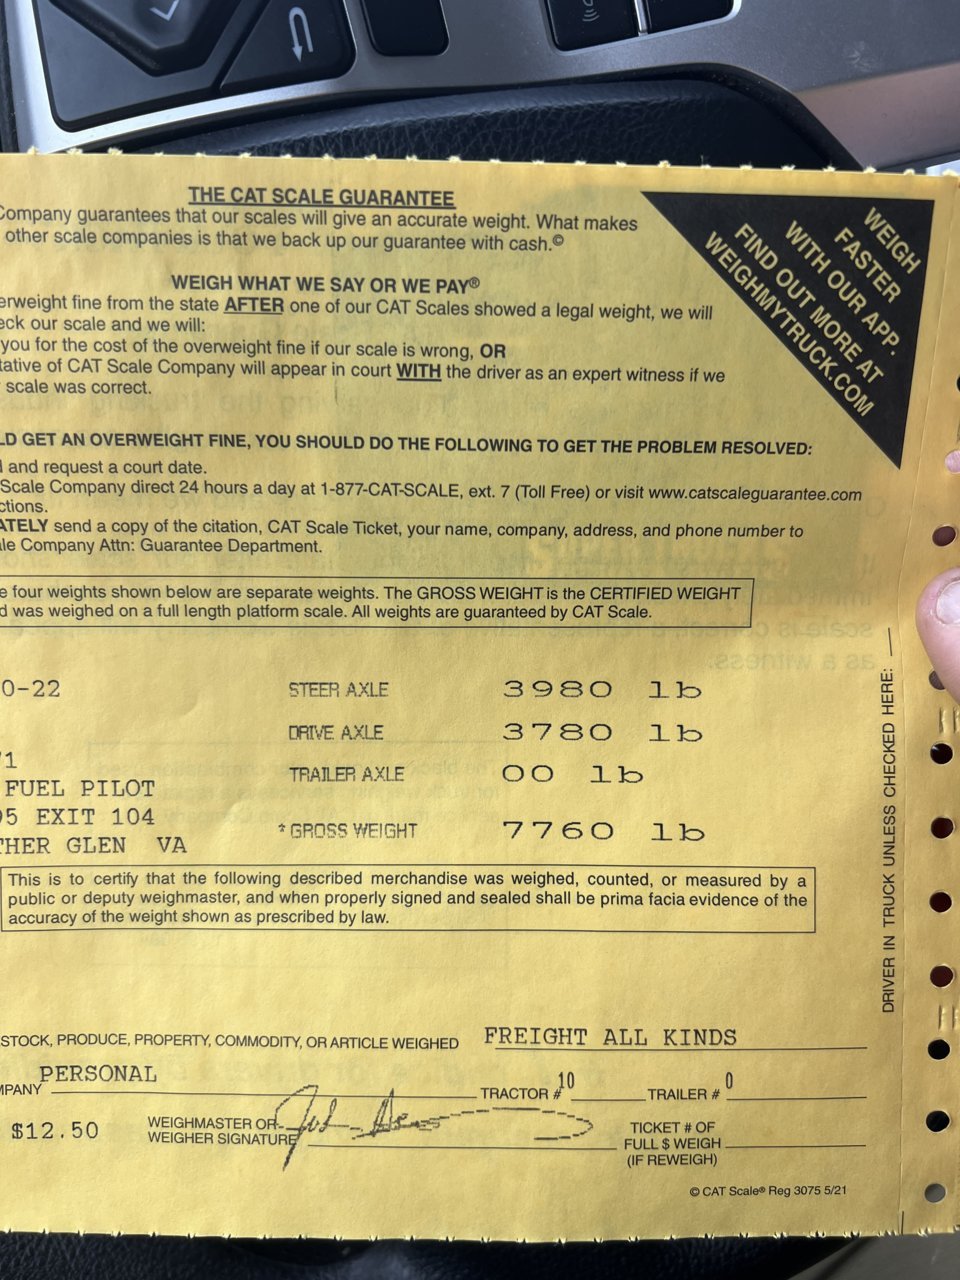 THE CAT SCALE GUARANTEE
Company guarantees that our scales will give an accurate weight. What makes
other scale companies is that we back up our guarantee with cash.©
WEIGH WHAT WE SAY OR WE PAY®
erweight fine from the state AFTER one of our CAT Scales showed a legal weight, we will
eck our scale and we will:
you for the cost of the overweight fine if our scale is wrong, OR
tative of CAT Scale Company will appear in court WITH the driver as an expert witness if we
scale was correct.
WEIGH
FASTER
WITH OUR APP.
FIND OUT MORE AT
WEIGHMYTRUCK.COM
LD GET AN OVERWEIGHT FINE, YOU SHOULD DO THE FOLLOWING TO GET THE PROBLEM RESOLVED:
and request a court date.
Scale Company direct 24 hours a day at 1-877-CAT-SCALE, ext. 7 (Toll Free) or visit www.catscaleguarantee.com
ctions.
ATELY send a copy of the citation, CAT Scale Ticket, your name, company, address, and phone number to
le Company Attn: Guarantee Department.
e four weights shown below are separate weights. The GROSS WEIGHT is the CERTIFIED WEIGHT
d was weighed on a full length platform scale. All weights are guaranteed by CAT Scale.
0-22 STEER AXLE 3980 lb
DRIVE AXLE 3780 lb
71 TRAILER AXLE 00 lb
FUEL PILOT
95 EXIT 104 * GROSS WEIGHT 7760 lb
THER GLEN VA
DRIVER IN TRUCK UNLESS CHECKED HERE:
This is to certify that the following described merchandise was weighed, counted, or measured by a
public or deputy weighmaster, and when properly signed and sealed shall be prima facia evidence of the
accuracy of the weight shown as prescribed by law.
STOCK, PRODUCE, PROPERTY, COMMODITY, OR ARTICLE WEIGHED FREIGHT ALL KINDS
MPANY PERSONAL TRACTOR # 10 TRAILER # 0
$12.50 WEIGHMASTER OR
WEIGHER SIGNATURE
TICKET # OF
FULL $ WEIGH
(IF REWEIGH)
© CAT Scale® Reg 3075 5/21